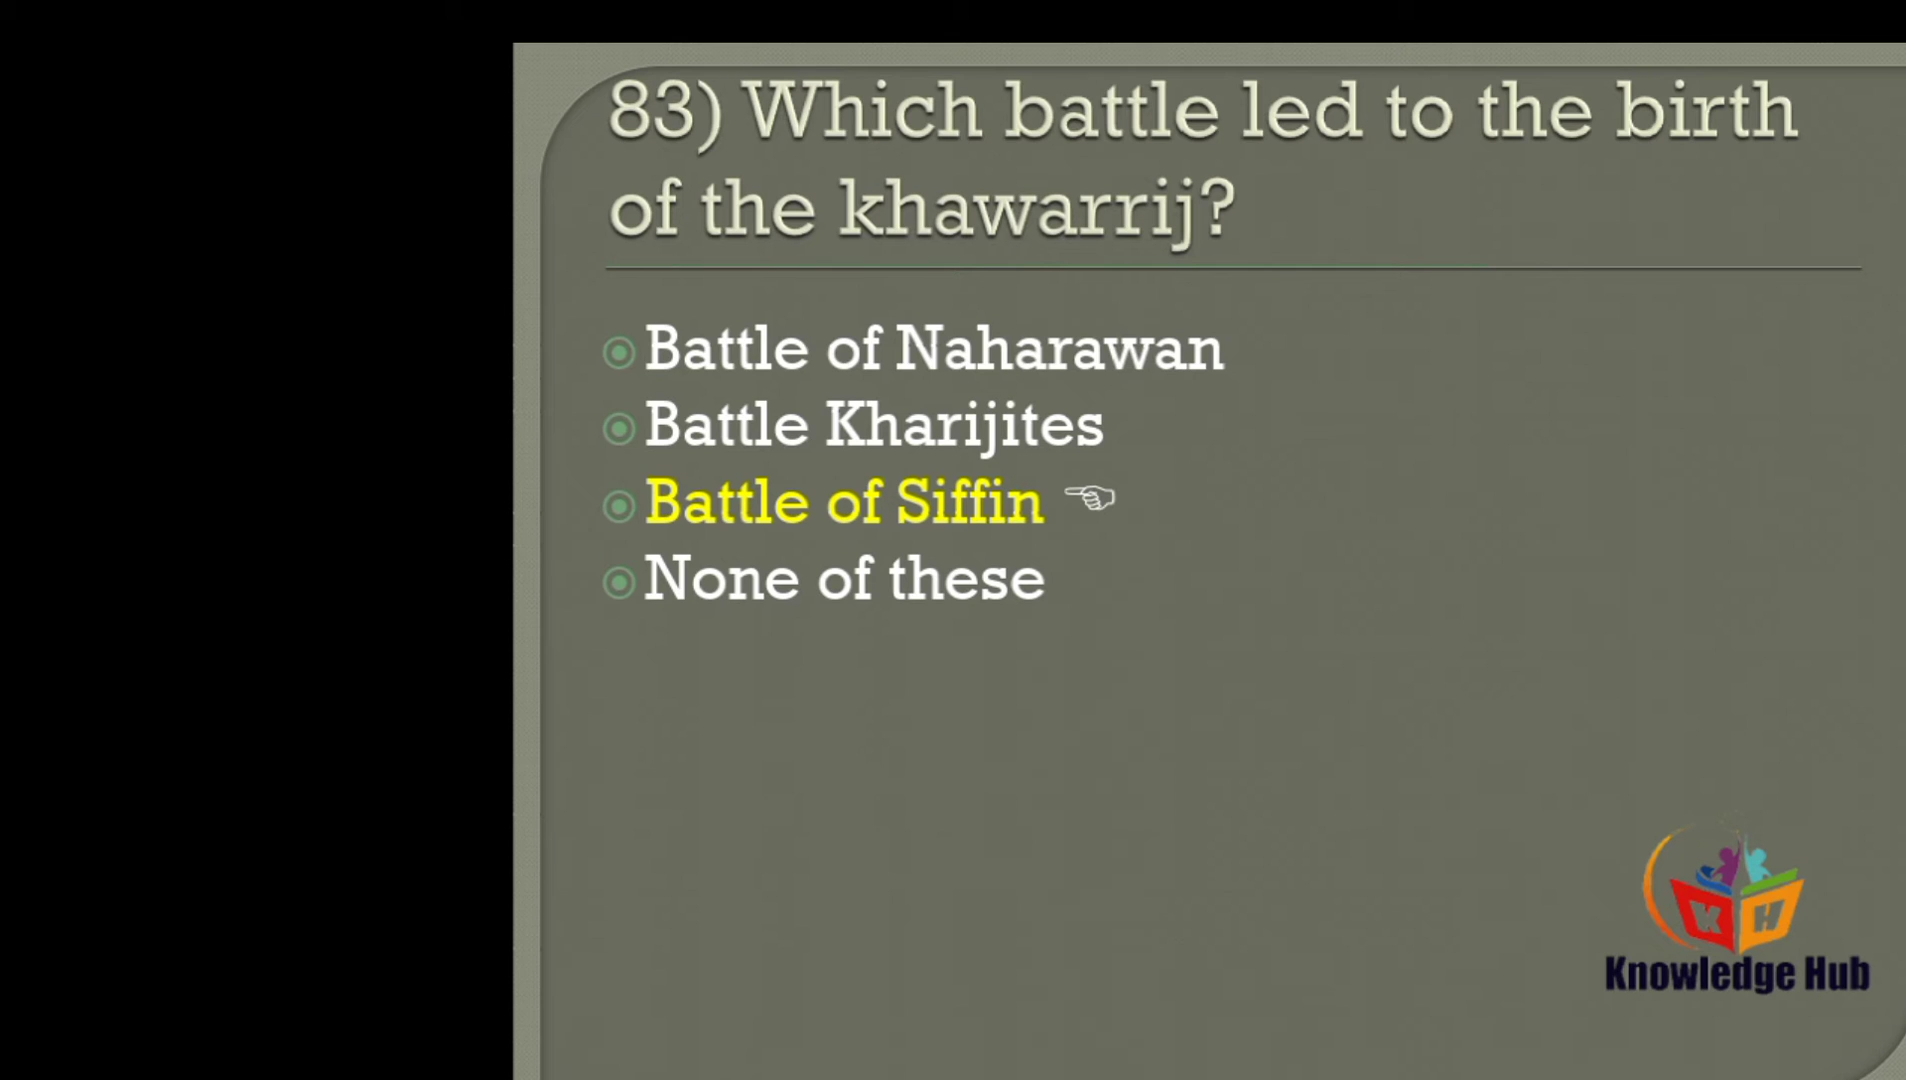 83) Which battle led to the birth
of the khawarrij?
Battle of Naharawan
Battle Kharijites
Battle of Siffin
None of these
K H
Knowledge Hub